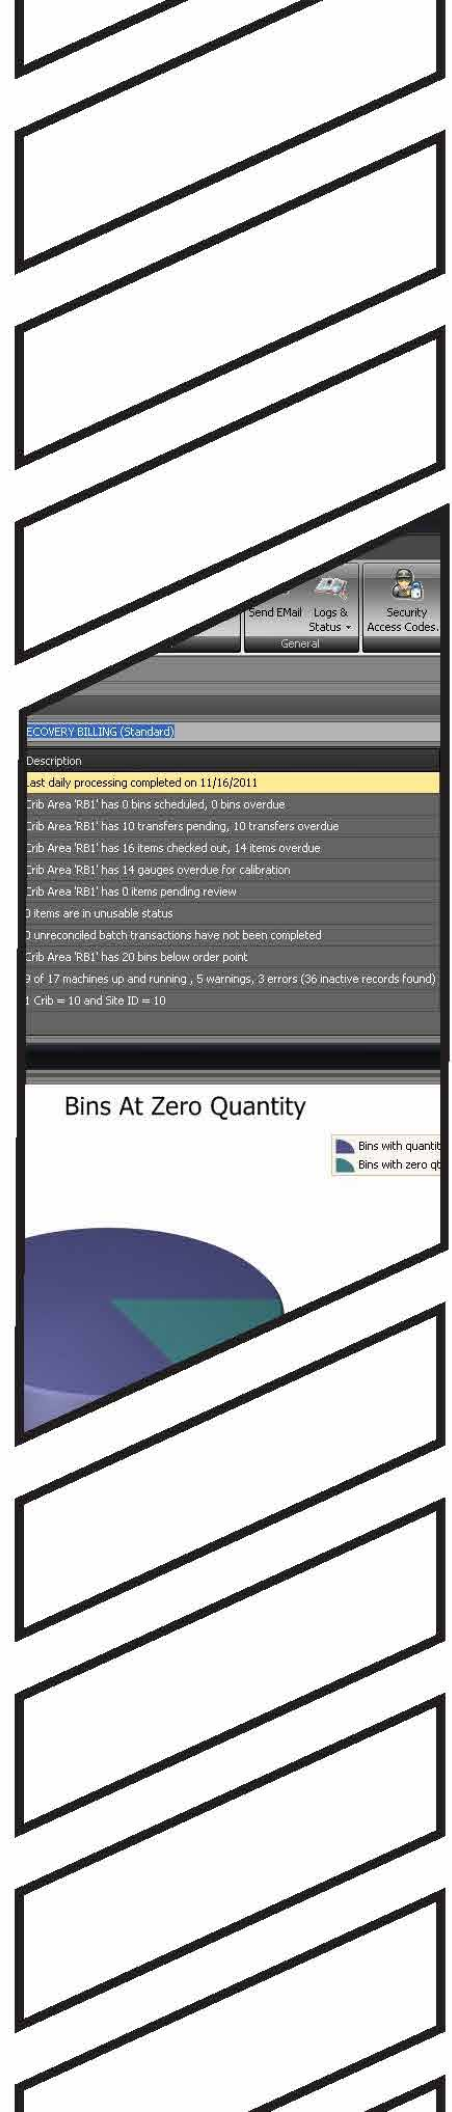 Send EMail
Logs &
Status
Security
Access Codes.
General
ECOVERY BILLING (Standard)
Description
Last daily processing completed on 11/16/2011
Crib Area 'RB1' has 0 bins scheduled, 0 bins overdue
Crib Area 'RB1' has 10 transfers pending, 10 transfers overdue
Crib Area 'RB1' has 16 items checked out, 14 items overdue
Crib Area 'RB1' has 14 gauges overdue for calibration
Crib Area 'RB1' has 0 items pending review
0 items are in unusable status
0 unreconciled batch transactions have not been completed
Crib Area 'RB1' has 20 bins below order point
9 of 17 machines up and running , 5 warnings, 3 errors (36 inactive records found)
1 Crib = 10 and Site ID = 10
Bins At Zero Quantity
Bins with quantit
Bins with zero qt